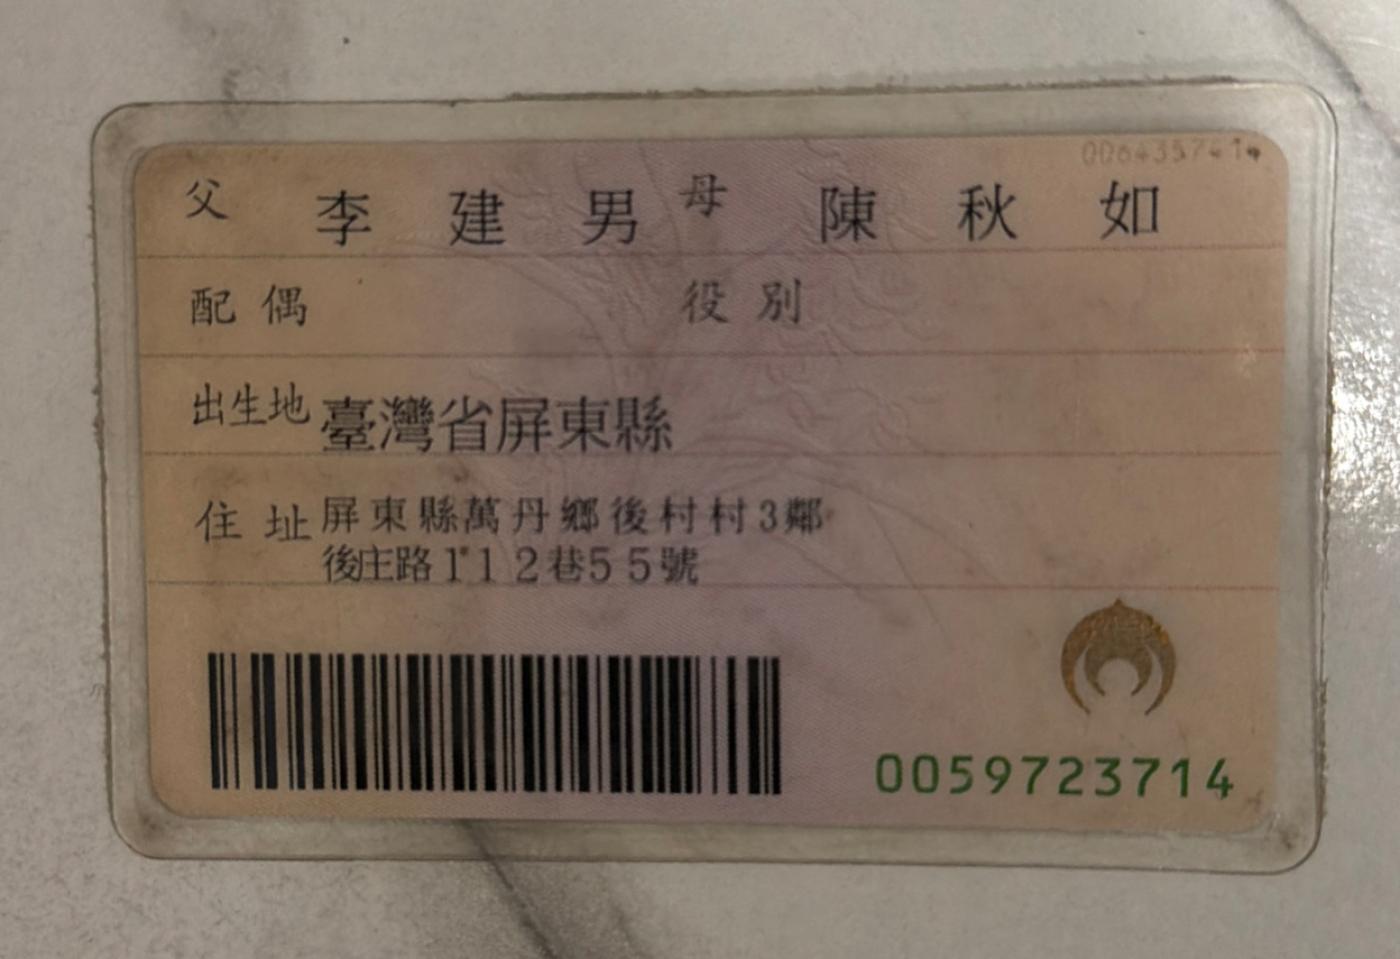 父 李建男 母 陳秋如
配偶 役別
出生地 臺灣省屏東縣
住址 屏東縣萬丹鄉後村村3鄰
後庄路112巷55號
0059723714